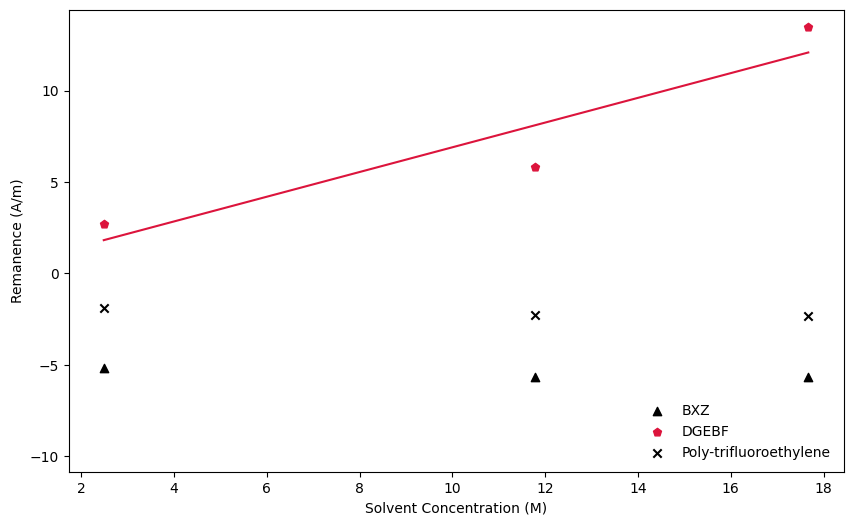 10
5
0
−5
−10
Remanence (A/m)
2 4 6 8 10 12 14 16 18
Solvent Concentration (M)
BXZ
DGEBF
Poly-trifluoroethylene